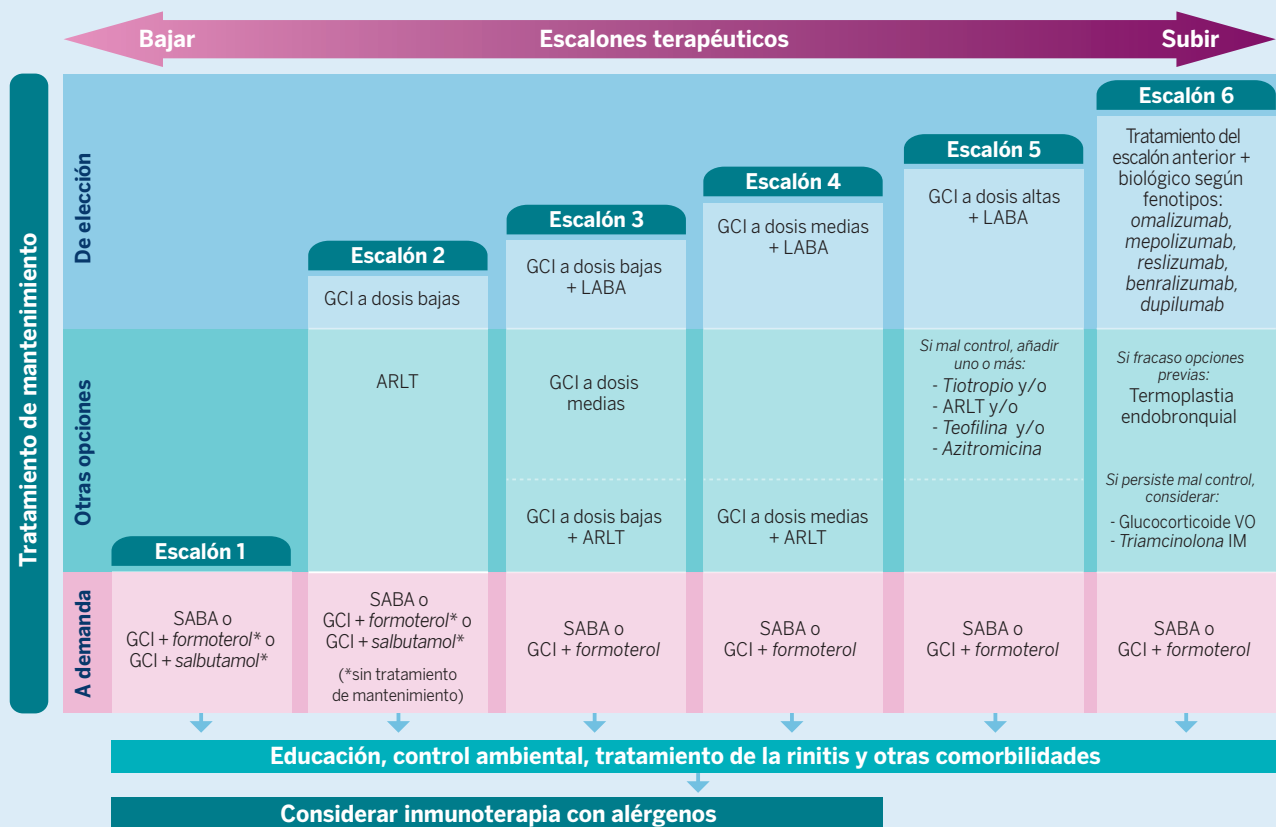 Bajar
Escalones terapéuticos
Subir
Tratamiento de mantenimiento
De elección
Otras opciones
A demanda
Escalón 1
SABA o
GCI + formoterol* o
GCI + salbutamol*
Escalón 2
GCI a dosis bajas
ARLT
SABA o
GCI + formoterol* o
GCI + salbutamol*
(*sin tratamiento
de mantenimiento)
Escalón 3
GCI a dosis bajas
+ LABA
GCI a dosis
medias
GCI a dosis bajas
+ ARLT
SABA o
GCI + formoterol
Escalón 4
GCI a dosis medias
+ LABA
GCI a dosis medias
+ ARLT
SABA o
GCI + formoterol
Escalón 5
GCI a dosis altas
+ LABA
Si mal control, añadir
uno o más:
- Tiotropio y/o
- ARLT y/o
- Teofilina y/o
- Azitromicina
SABA o
GCI + formoterol
Escalón 6
Tratamiento del
escalón anterior +
biológico según
fenotipos:
omalizumab,
mepolizumab,
reslizumab,
benralizumab,
dupilumab
Si fracaso opciones
previas:
Termoplastia
endobronquial
Si persiste mal control,
considerar:
- Glucocorticoide VO
- Triamcinolona IM
SABA o
GCI + formoterol
Educación, control ambiental, tratamiento de la rinitis y otras comorbilidades
Considerar inmunoterapia con alérgenos